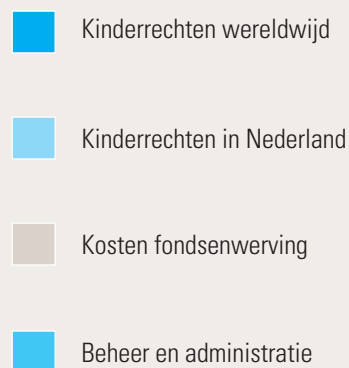 Kinderrechten wereldwijd
Kinderrechten in Nederland
Kosten fondsenwerving
Beheer en administratie